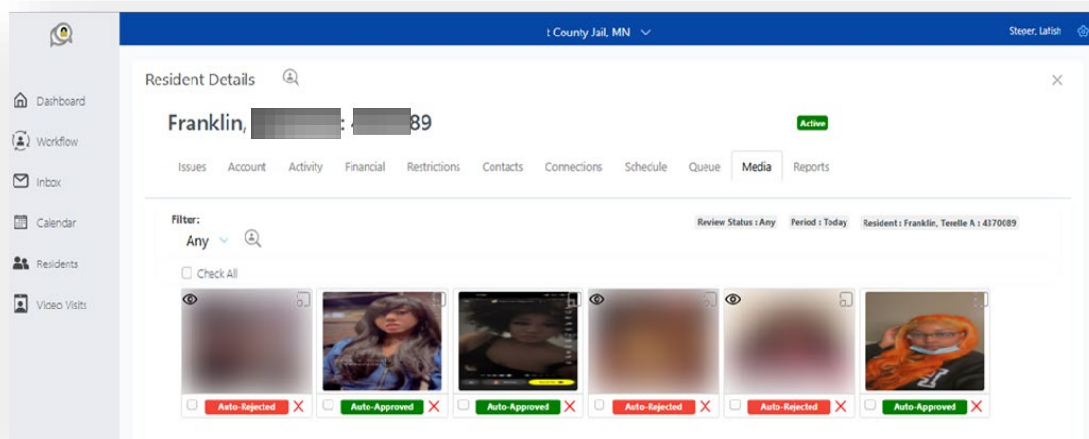 t County Jail, MN
Steper, Latish
Resident Details
Franklin, : 89
Active
Dashboard
Workflow
Inbox
Calendar
Residents
Video Visits
Issues Account Activity Financial Restrictions Contacts Connections Schedule Queue Media Reports
Filter:
Any
Review Status : Any Period : Today Resident : Franklin, Terelle A : 4370089
Check All
Auto-Rejected Auto-Approved Auto-Approved Auto-Rejected Auto-Rejected Auto-Approved